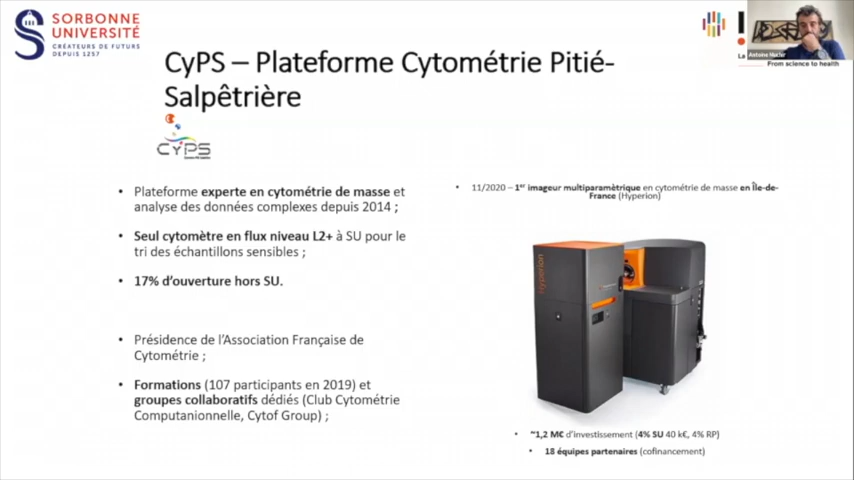 SORBONNE
UNIVERSITÉ
CRÉATEURS DE FUTURS
DEPUIS 1257
CyPS – Plateforme Cytométrie Pitié-
Salpêtrière
CYPS
• Plateforme experte en cytométrie de masse et
analyse des données complexes depuis 2014 ;
• Seul cytomètre en flux niveau L2+ à SU pour le
tri des échantillons sensibles ;
• 17% d’ouverture hors SU.
• Présidence de l’Association Française de
Cytométrie ;
• Formations (107 participants en 2019) et
groupes collaboratifs dédiés (Club Cytométrie
Computanionnelle, Cytof Group) ;
• 11/2020 – 1er imageur multiparamètrique en cytométrie de masse en Île-de-
France (Hyperion)
Hyperion
• ~1,2 M€ d’investissement (4% SU 40 k€, 4% RP)
• 18 équipes partenaires (cofinancement)
La
Antoine
From science to health